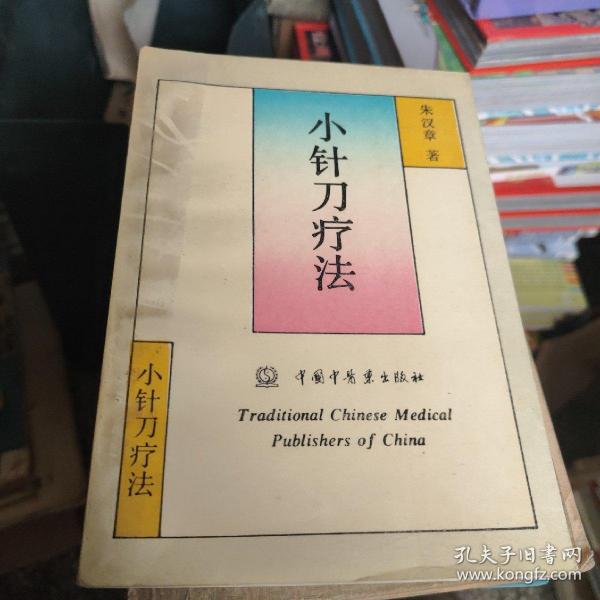 朱汉章 著
小针刀疗法
中国中医药出版社
Traditional Chinese Medical
Publishers of China
小针刀疗法
孔夫子旧书网
www.kongfz.com